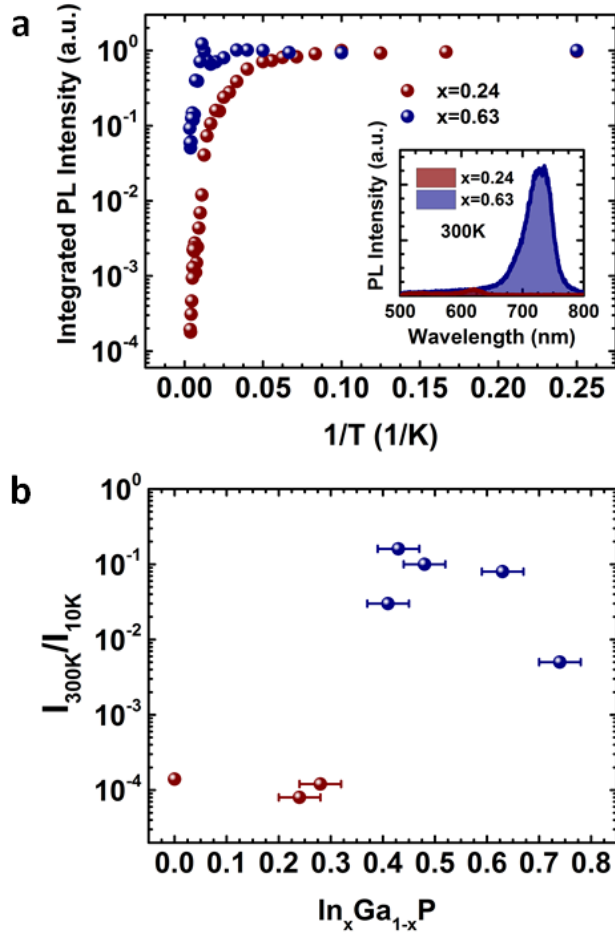 a
Integrated PL Intensity (a.u.)
10^0
10^-1
10^-2
10^-3
10^-4
x=0.24
x=0.63
PL Intensity (a.u.)
x=0.24
x=0.63
300K
500 600 700 800
Wavelength (nm)
0.00 0.05 0.10 0.15 0.20 0.25
1/T (1/K)
b
I_300K/I_10K
10^0
10^-1
10^-2
10^-3
10^-4
0.0 0.1 0.2 0.3 0.4 0.5 0.6 0.7 0.8
In_xGa_1-xP